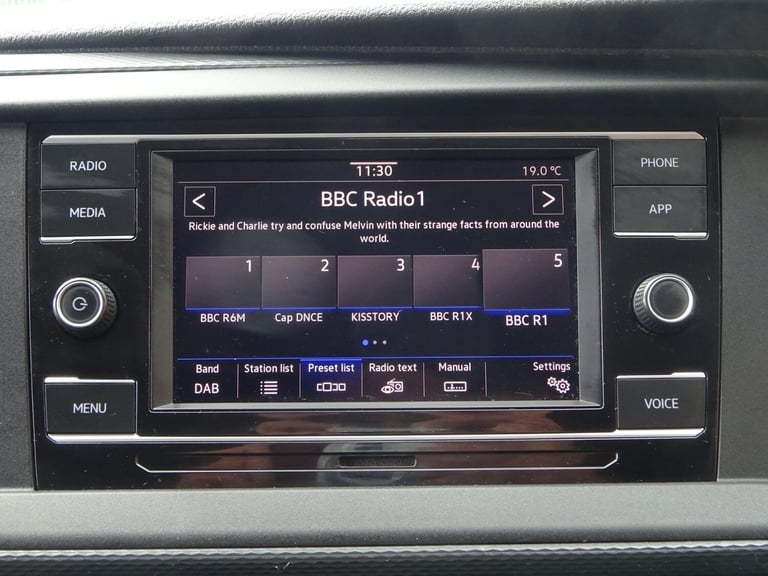 RADIO
MEDIA
MENU
PHONE
APP
VOICE
11:30
19.0 °C
<
BBC Radio1
>
Rickie and Charlie try and confuse Melvin with their strange facts from around the
world.
1
2
3
4
5
BBC R6M
Cap DNCE
KISSTORY
BBC R1X
BBC R1
Band
Station list
Preset list
Radio text
Manual
Settings
DAB